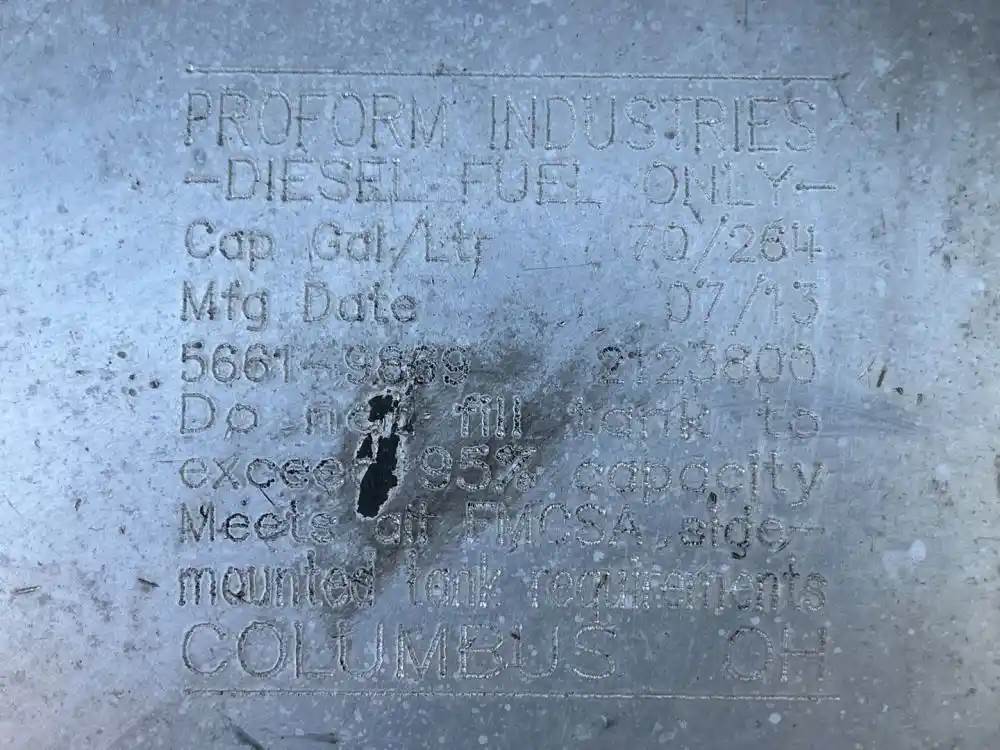 PROFORM INDUSTRIES
-DIESEL FUEL ONLY-
Cap Gal/Ltr 70/264
Mfg Date 07/13
5661-9869 2123800
Do not fill tank to
exceed 95% capacity
Meets all FMCSA side-
mounted tank requirements
COLUMBUS OH